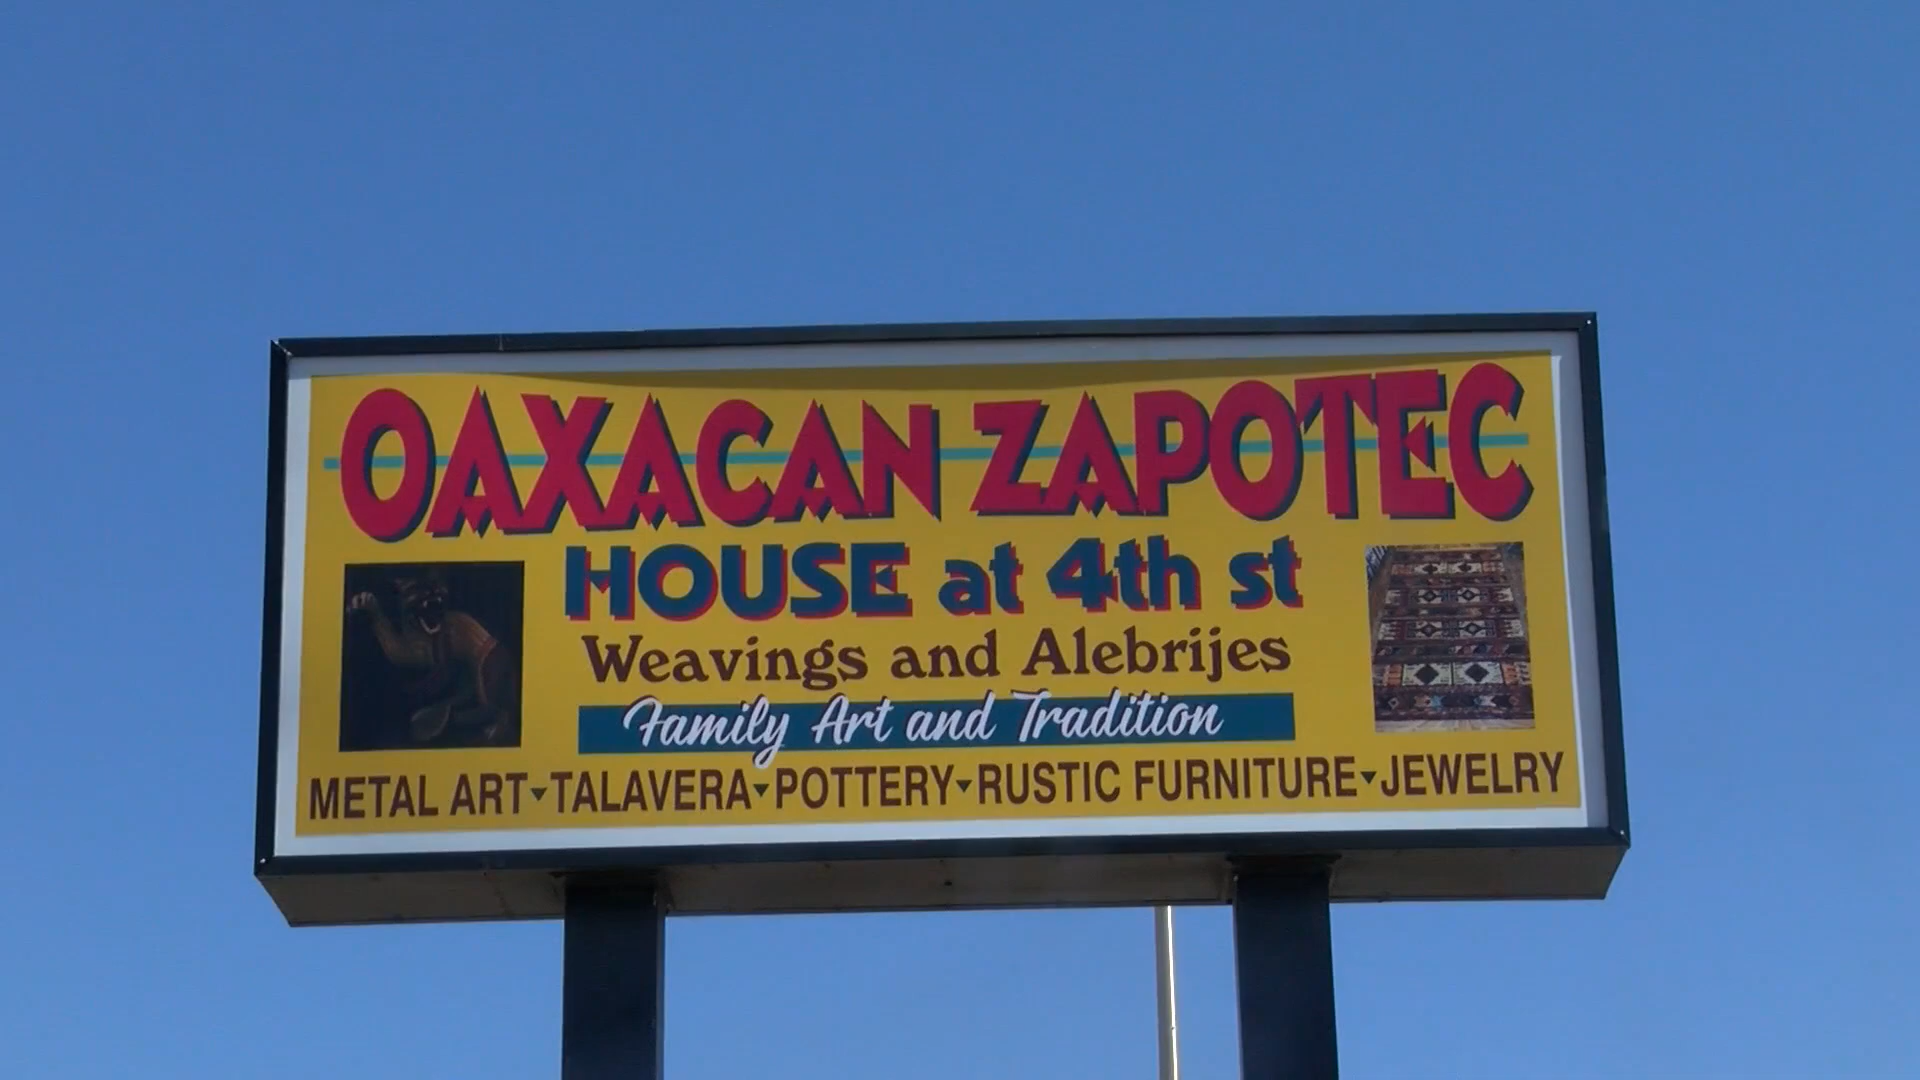 OAXACAN ZAPOTEC
HOUSE at 4th st
Weavings and Alebrijes
Family Art and Tradition
METAL ART▾TALAVERA▾POTTERY▾RUSTIC FURNITURE▾JEWELRY